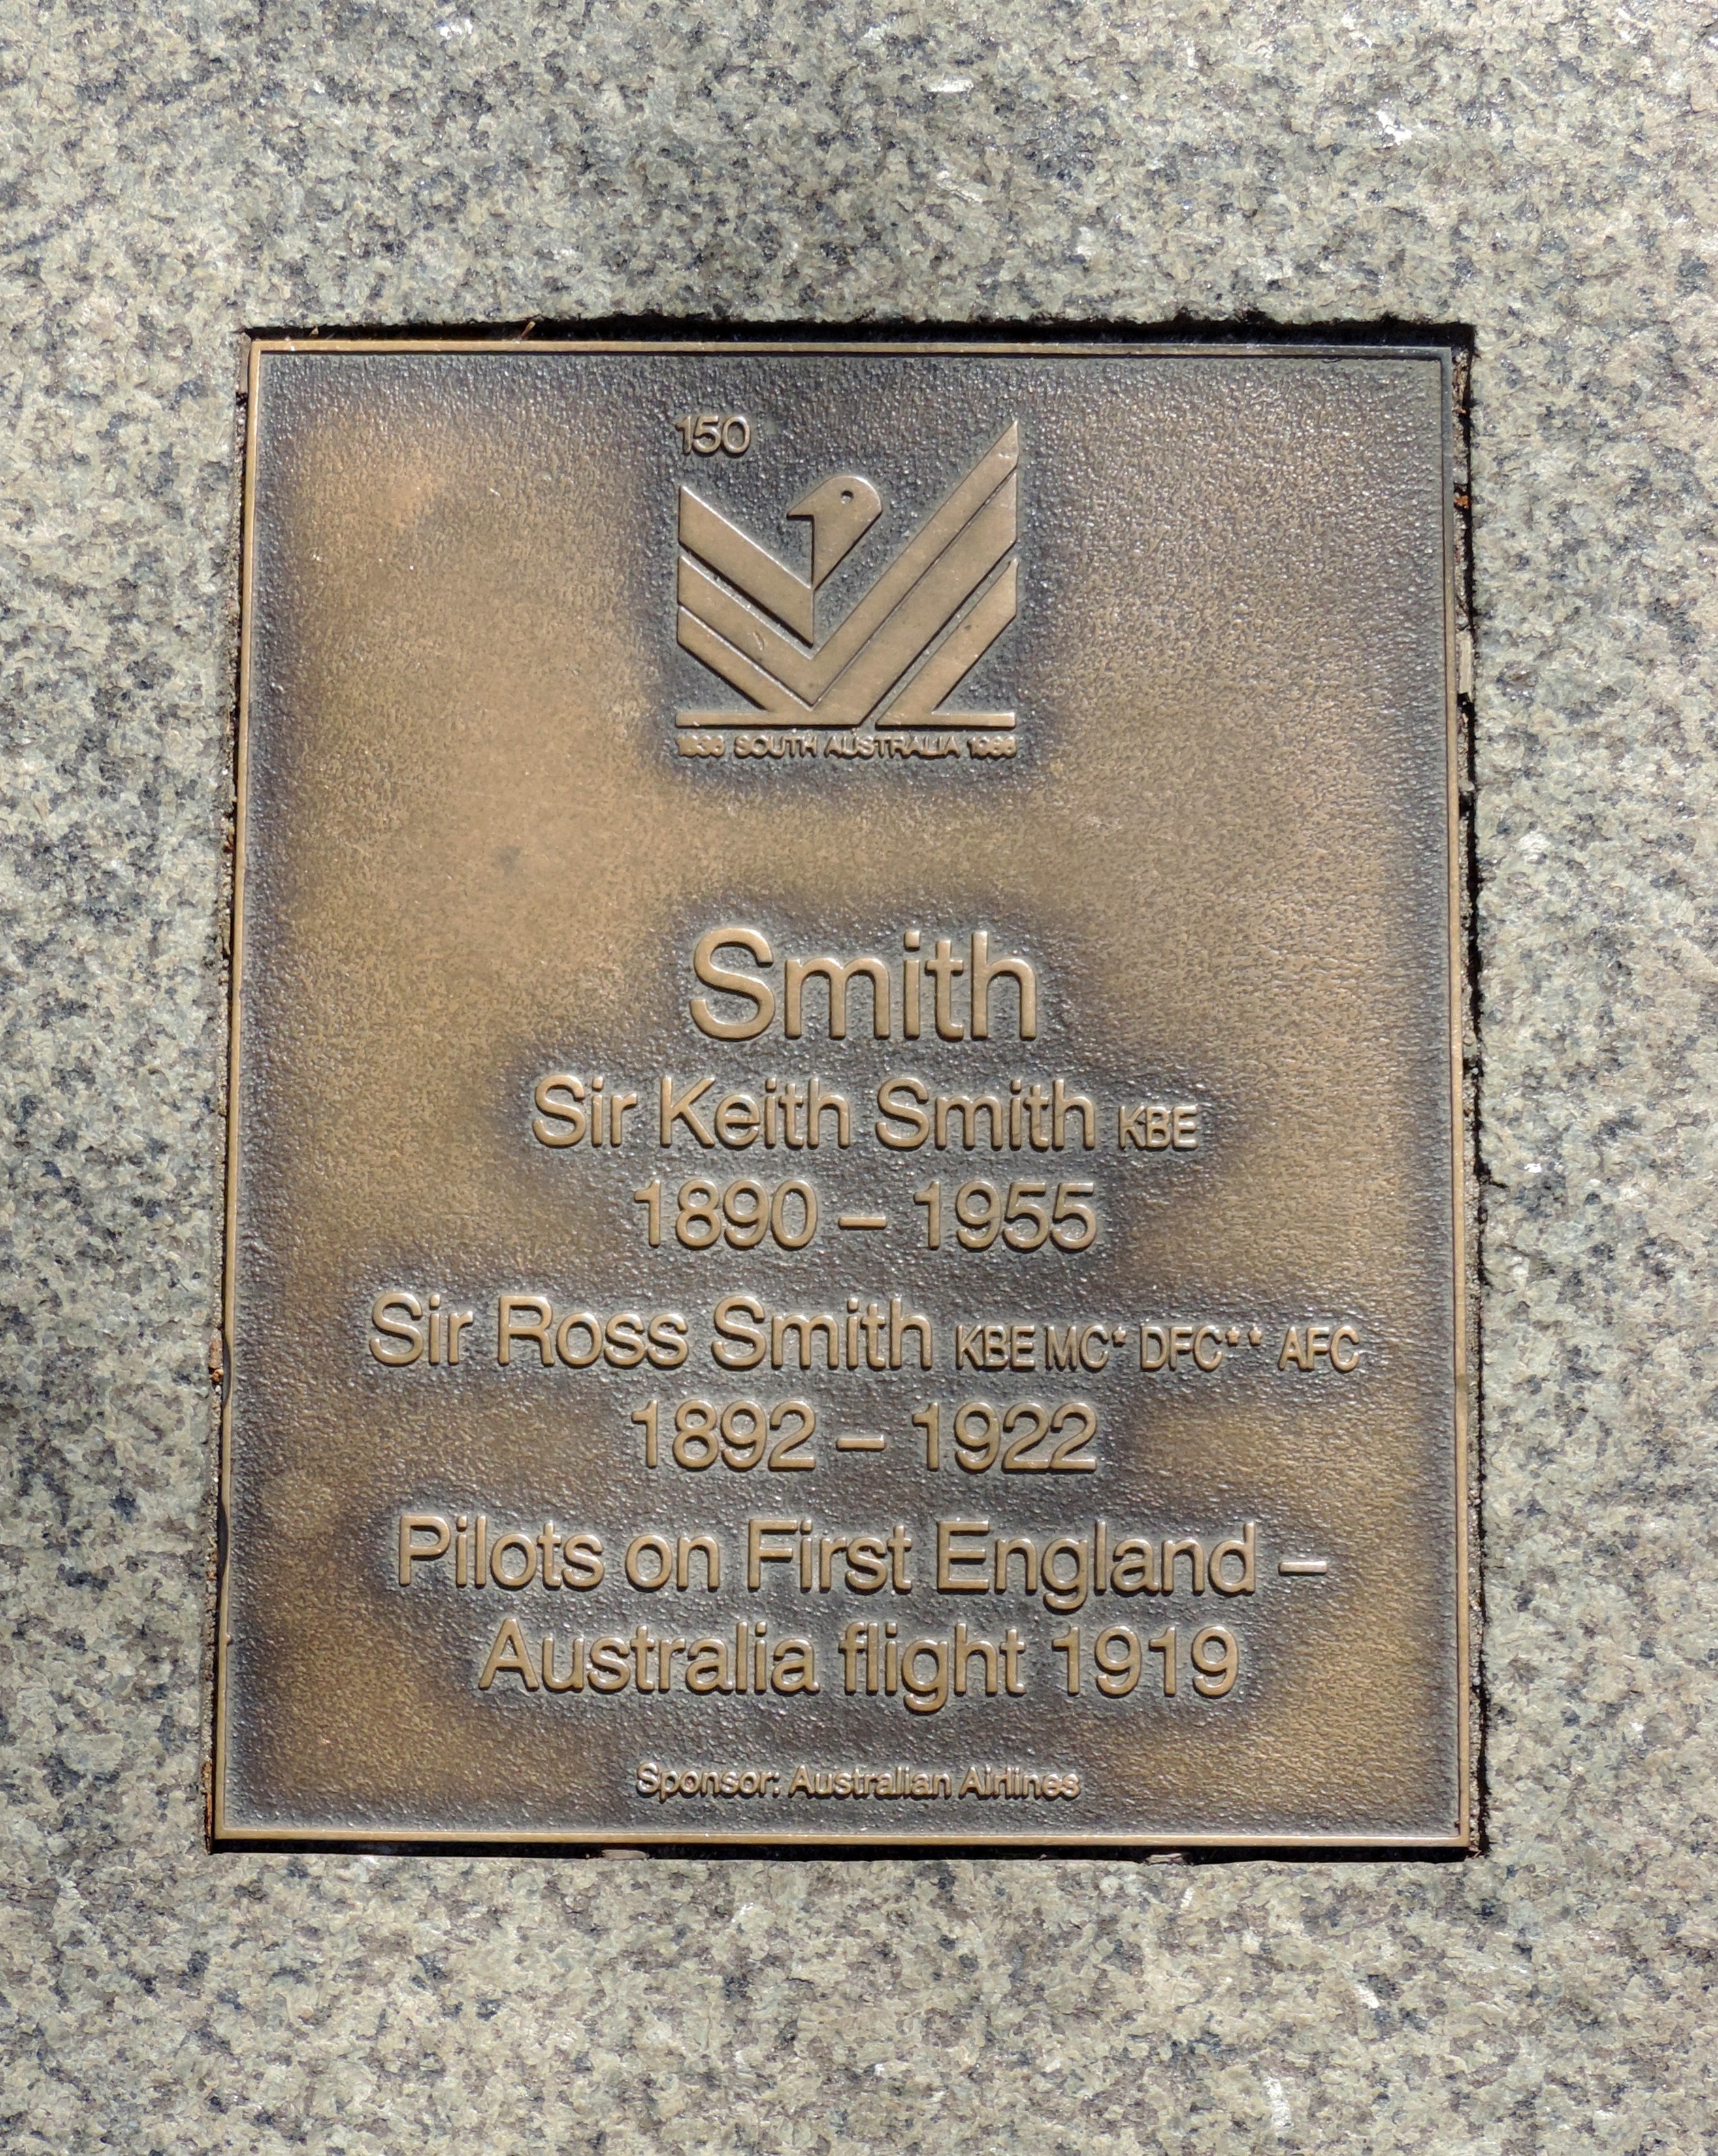 150
1836 SOUTH AUSTRALIA 1986
Smith
Sir Keith Smith KBE
1890 – 1955
Sir Ross Smith KBE MC* DFC** AFC
1892 – 1922
Pilots on First England –
Australia flight 1919
Sponsor: Australian Airlines